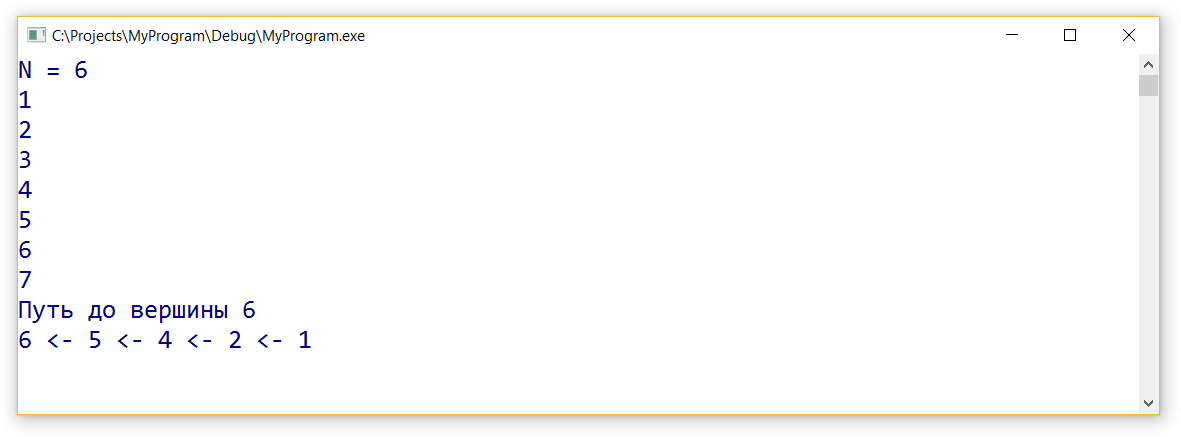 C:\Projects\MyProgram\Debug\MyProgram.exe
N = 6
1
2
3
4
5
6
7
Путь до вершины 6
6 <- 5 <- 4 <- 2 <- 1